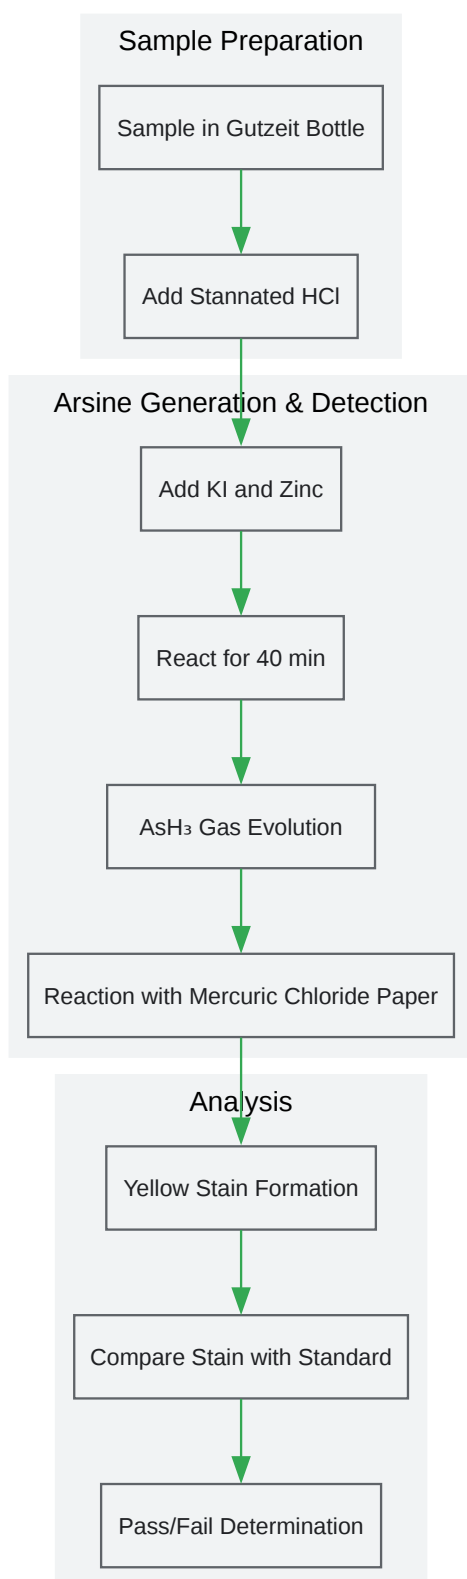 Sample Preparation
Sample in Gutzeit Bottle
Add Stannated HCl
Arsine Generation & Detection
Add KI and Zinc
React for 40 min
AsH₃ Gas Evolution
Reaction with Mercuric Chloride Paper
Analysis
Yellow Stain Formation
Compare Stain with Standard
Pass/Fail Determination